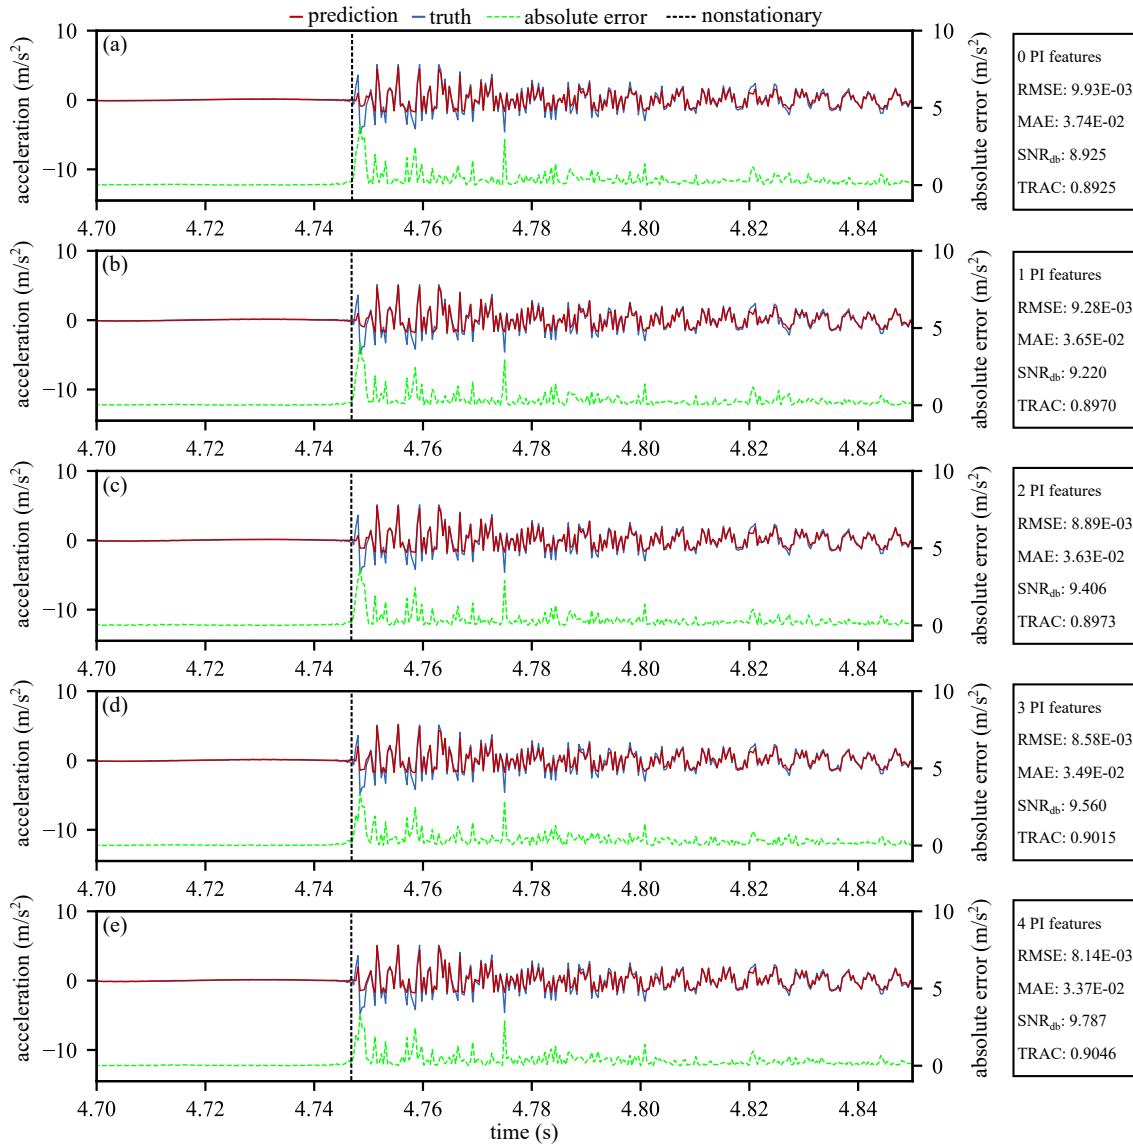 prediction truth absolute error nonstationary
(a)
10
0
−10
acceleration (m/s²)
10
5
0
absolute error (m/s²)
4.70 4.72 4.74 4.76 4.78 4.80 4.82 4.84
0 PI features
RMSE: 9.93E-03
MAE: 3.74E-02
SNRdb: 8.925
TRAC: 0.8925
(b)
10
0
−10
acceleration (m/s²)
10
5
0
absolute error (m/s²)
4.70 4.72 4.74 4.76 4.78 4.80 4.82 4.84
1 PI features
RMSE: 9.28E-03
MAE: 3.65E-02
SNRdb: 9.220
TRAC: 0.8970
(c)
10
0
−10
acceleration (m/s²)
10
5
0
absolute error (m/s²)
4.70 4.72 4.74 4.76 4.78 4.80 4.82 4.84
2 PI features
RMSE: 8.89E-03
MAE: 3.63E-02
SNRdb: 9.406
TRAC: 0.8973
(d)
10
0
−10
acceleration (m/s²)
10
5
0
absolute error (m/s²)
4.70 4.72 4.74 4.76 4.78 4.80 4.82 4.84
3 PI features
RMSE: 8.58E-03
MAE: 3.49E-02
SNRdb: 9.560
TRAC: 0.9015
(e)
10
0
−10
acceleration (m/s²)
10
5
0
absolute error (m/s²)
4.70 4.72 4.74 4.76 4.78 4.80 4.82 4.84
time (s)
4 PI features
RMSE: 8.14E-03
MAE: 3.37E-02
SNRdb: 9.787
TRAC: 0.9046